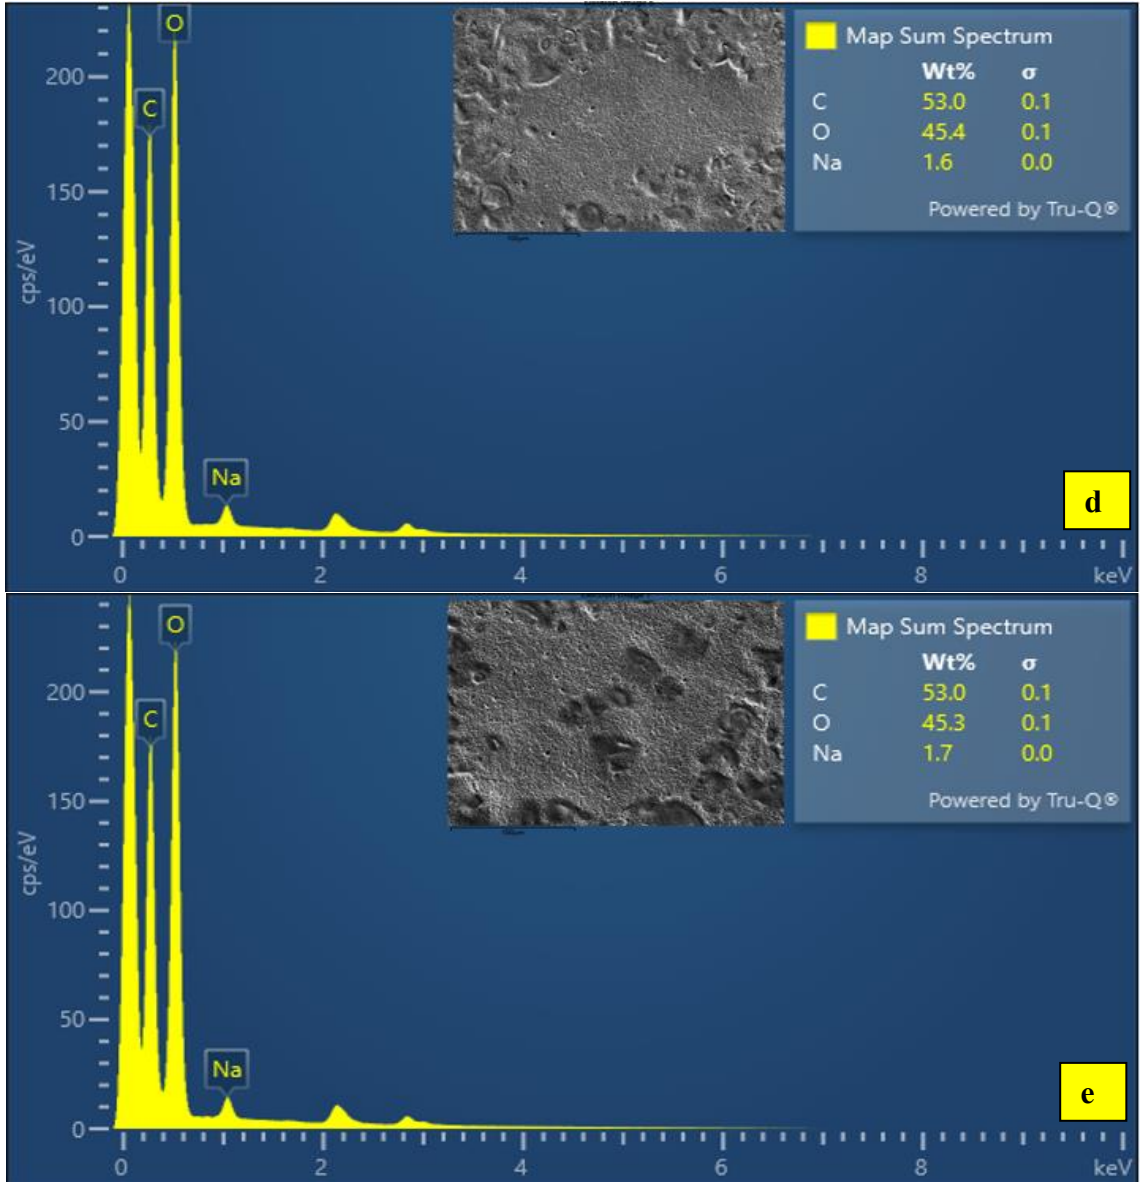 O
C
Na
Map Sum Spectrum
Wt% σ
C 53.0 0.1
O 45.4 0.1
Na 1.6 0.0
Powered by Tru-Q®
cps/eV
200
150
100
50
0
0 2 4 6 8 keV
d
O
C
Na
Map Sum Spectrum
Wt% σ
C 53.0 0.1
O 45.3 0.1
Na 1.7 0.0
Powered by Tru-Q®
cps/eV
200
150
100
50
0
0 2 4 6 8 keV
e